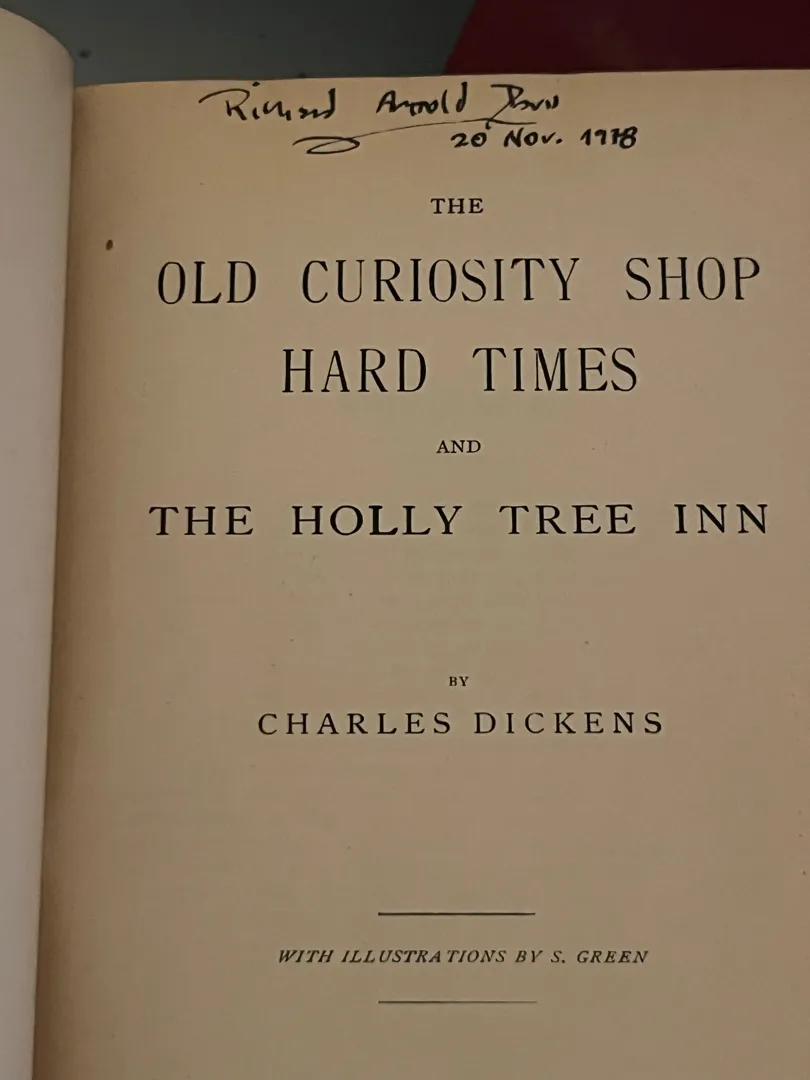 Richard Arnold
20 Nov. 1978
THE
OLD CURIOSITY SHOP
HARD TIMES
AND
THE HOLLY TREE INN
BY
CHARLES DICKENS
WITH ILLUSTRATIONS BY S. GREEN